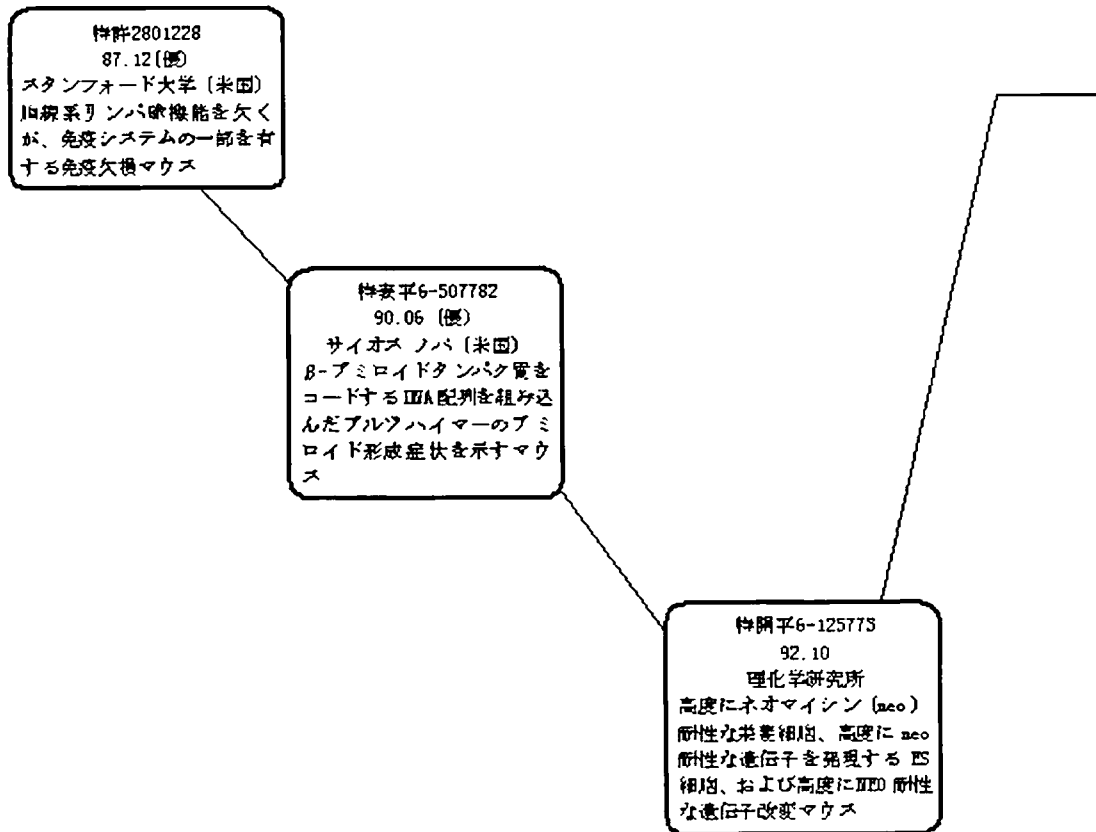 特許2801228
87.12(優)
スタンフォード大学(米国)
胸腺系リンパ球機能を欠く
が、免疫システムの一部を有
する免疫欠損マウス
特表平6-507782
90.06 (優)
サイオス ノバ(米国)
β-アミロイドタンパク質を
コードするDNA配列を組み込
んだアルツハイマーのアミ
ロイド形成症状を示すマウ
ス
特開平6-125773
92.10
理化学研究所
高度にネオマイシン(neo)
耐性な栄養細胞、高度に neo
耐性な遺伝子を発現する ES
細胞、および高度にNEO 耐性
な遺伝子改変マウス